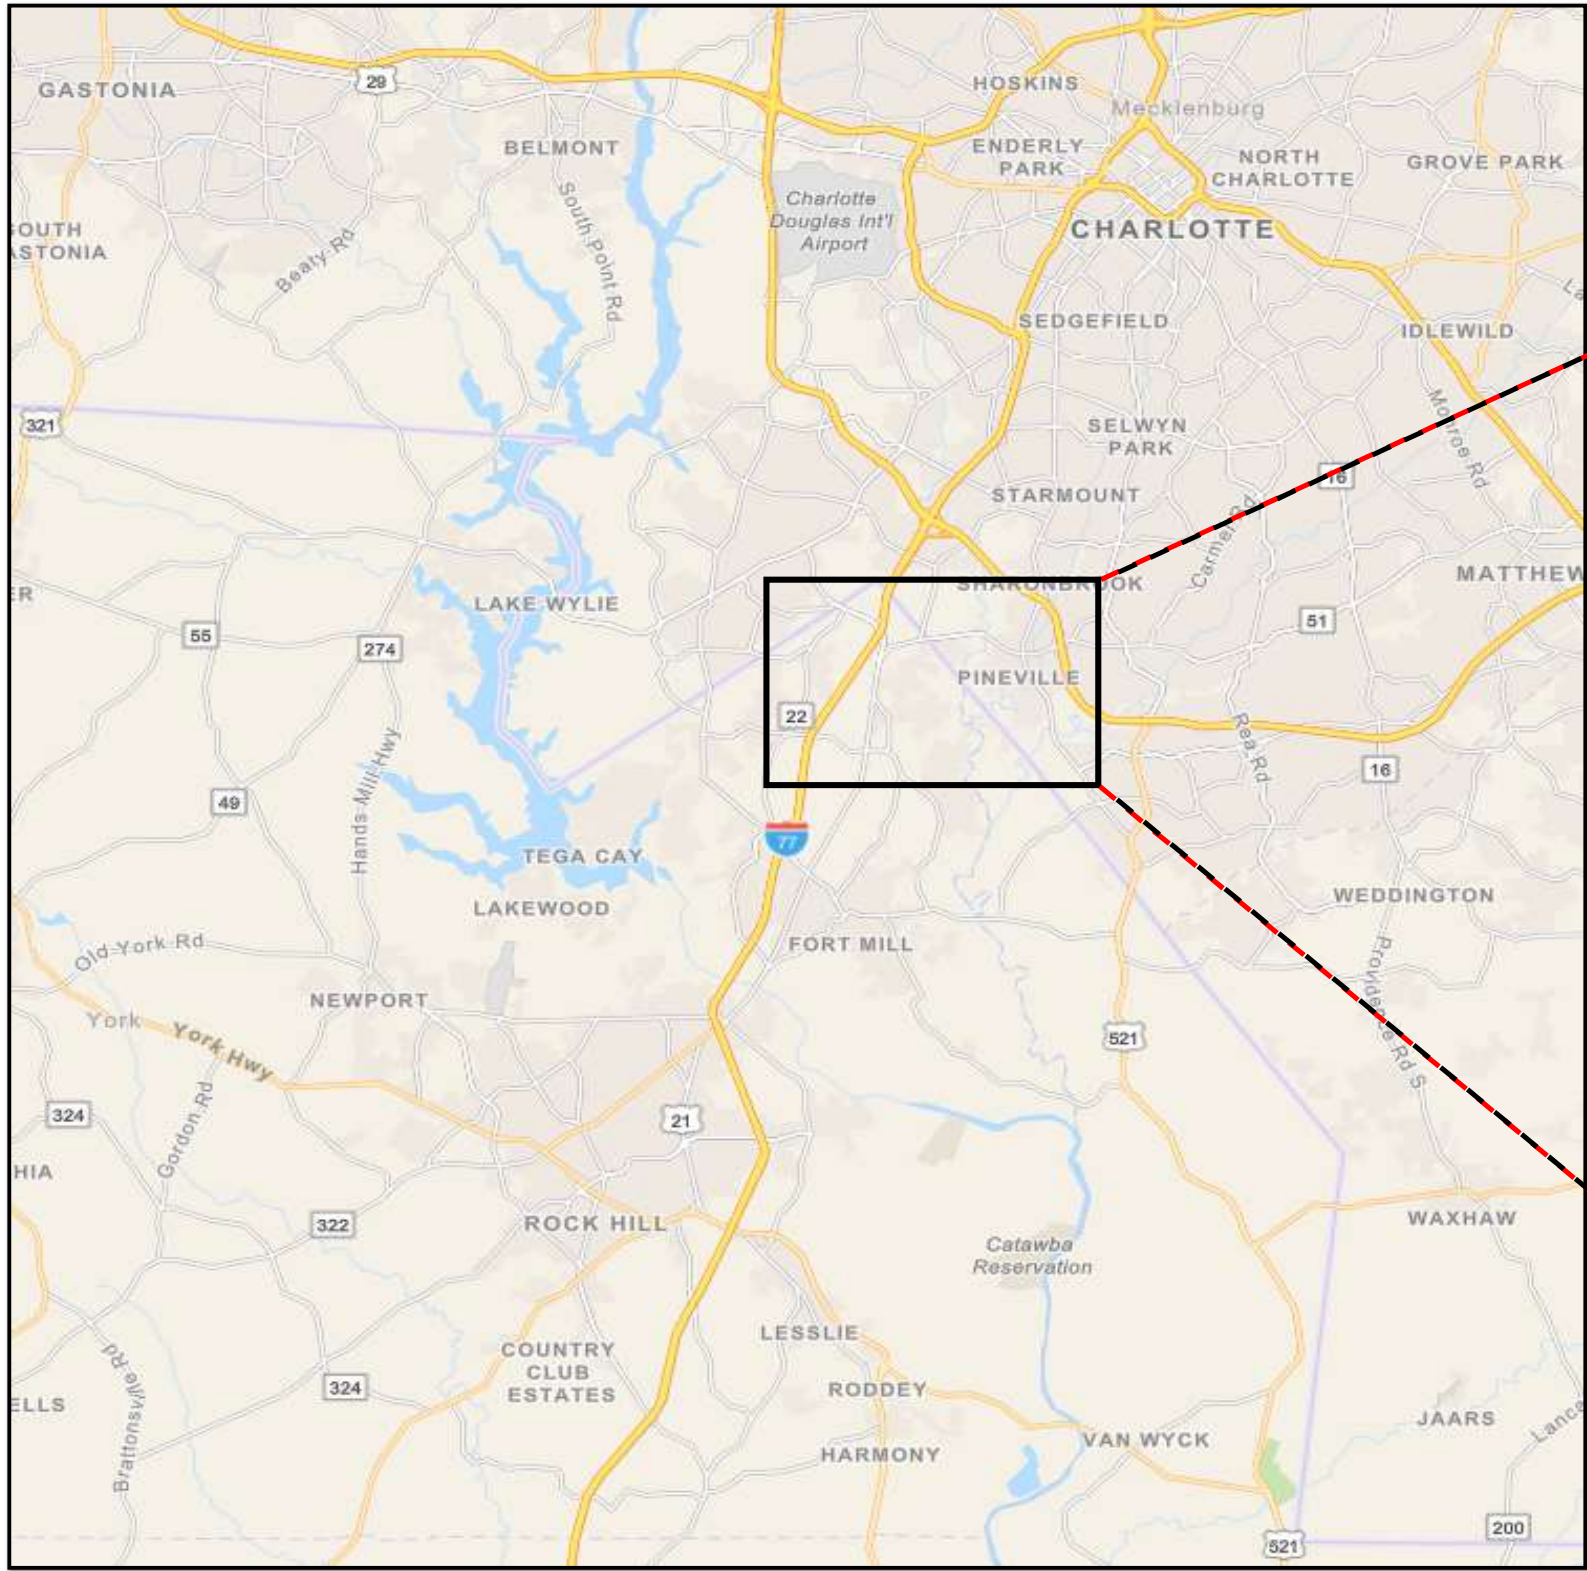 GASTONIA
29
HOSKINS
Mecklenburg
BELMONT
ENDERLY
PARK
NORTH
CHARLOTTE
GROVE PARK
SOUTH
ASTONIA
Beaty Rd
South Point Rd
Charlotte
Douglas Int'l
Airport
CHARLOTTE
La
SEDGEFIELD
IDLEWILD
321
SELWYN
PARK
Monroe Rd
16
STARMOUNT
Carmel Rd
ER
LAKE WYLIE
SHARONBROOK
MATTHEW
55
274
51
PINEVILLE
22
Rea Rd
16
49
Hands Mill Hwy
77
TEGA CAY
LAKEWOOD
WEDDINGTON
Old York Rd
FORT MILL
Providence Rd S
NEWPORT
York
York Hwy
521
324
Gordon Rd
21
HIA
322
ROCK HILL
WAXHAW
Catawba
Reservation
Brattonsville Rd
COUNTRY
CLUB
ESTATES
LESSLIE
324
RODDEY
ELLS
JAARS
Lanca
HARMONY
VAN WYCK
200
521